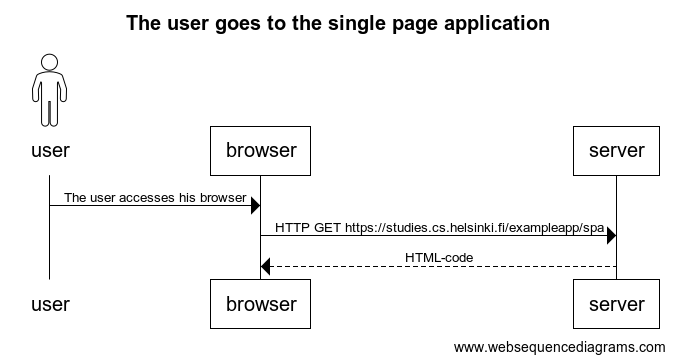 The user goes to the single page application
user
browser
server
The user accesses his browser
HTTP GET https://studies.cs.helsinki.fi/exampleapp/spa
HTML-code
user
browser
server
www.websequencediagrams.com